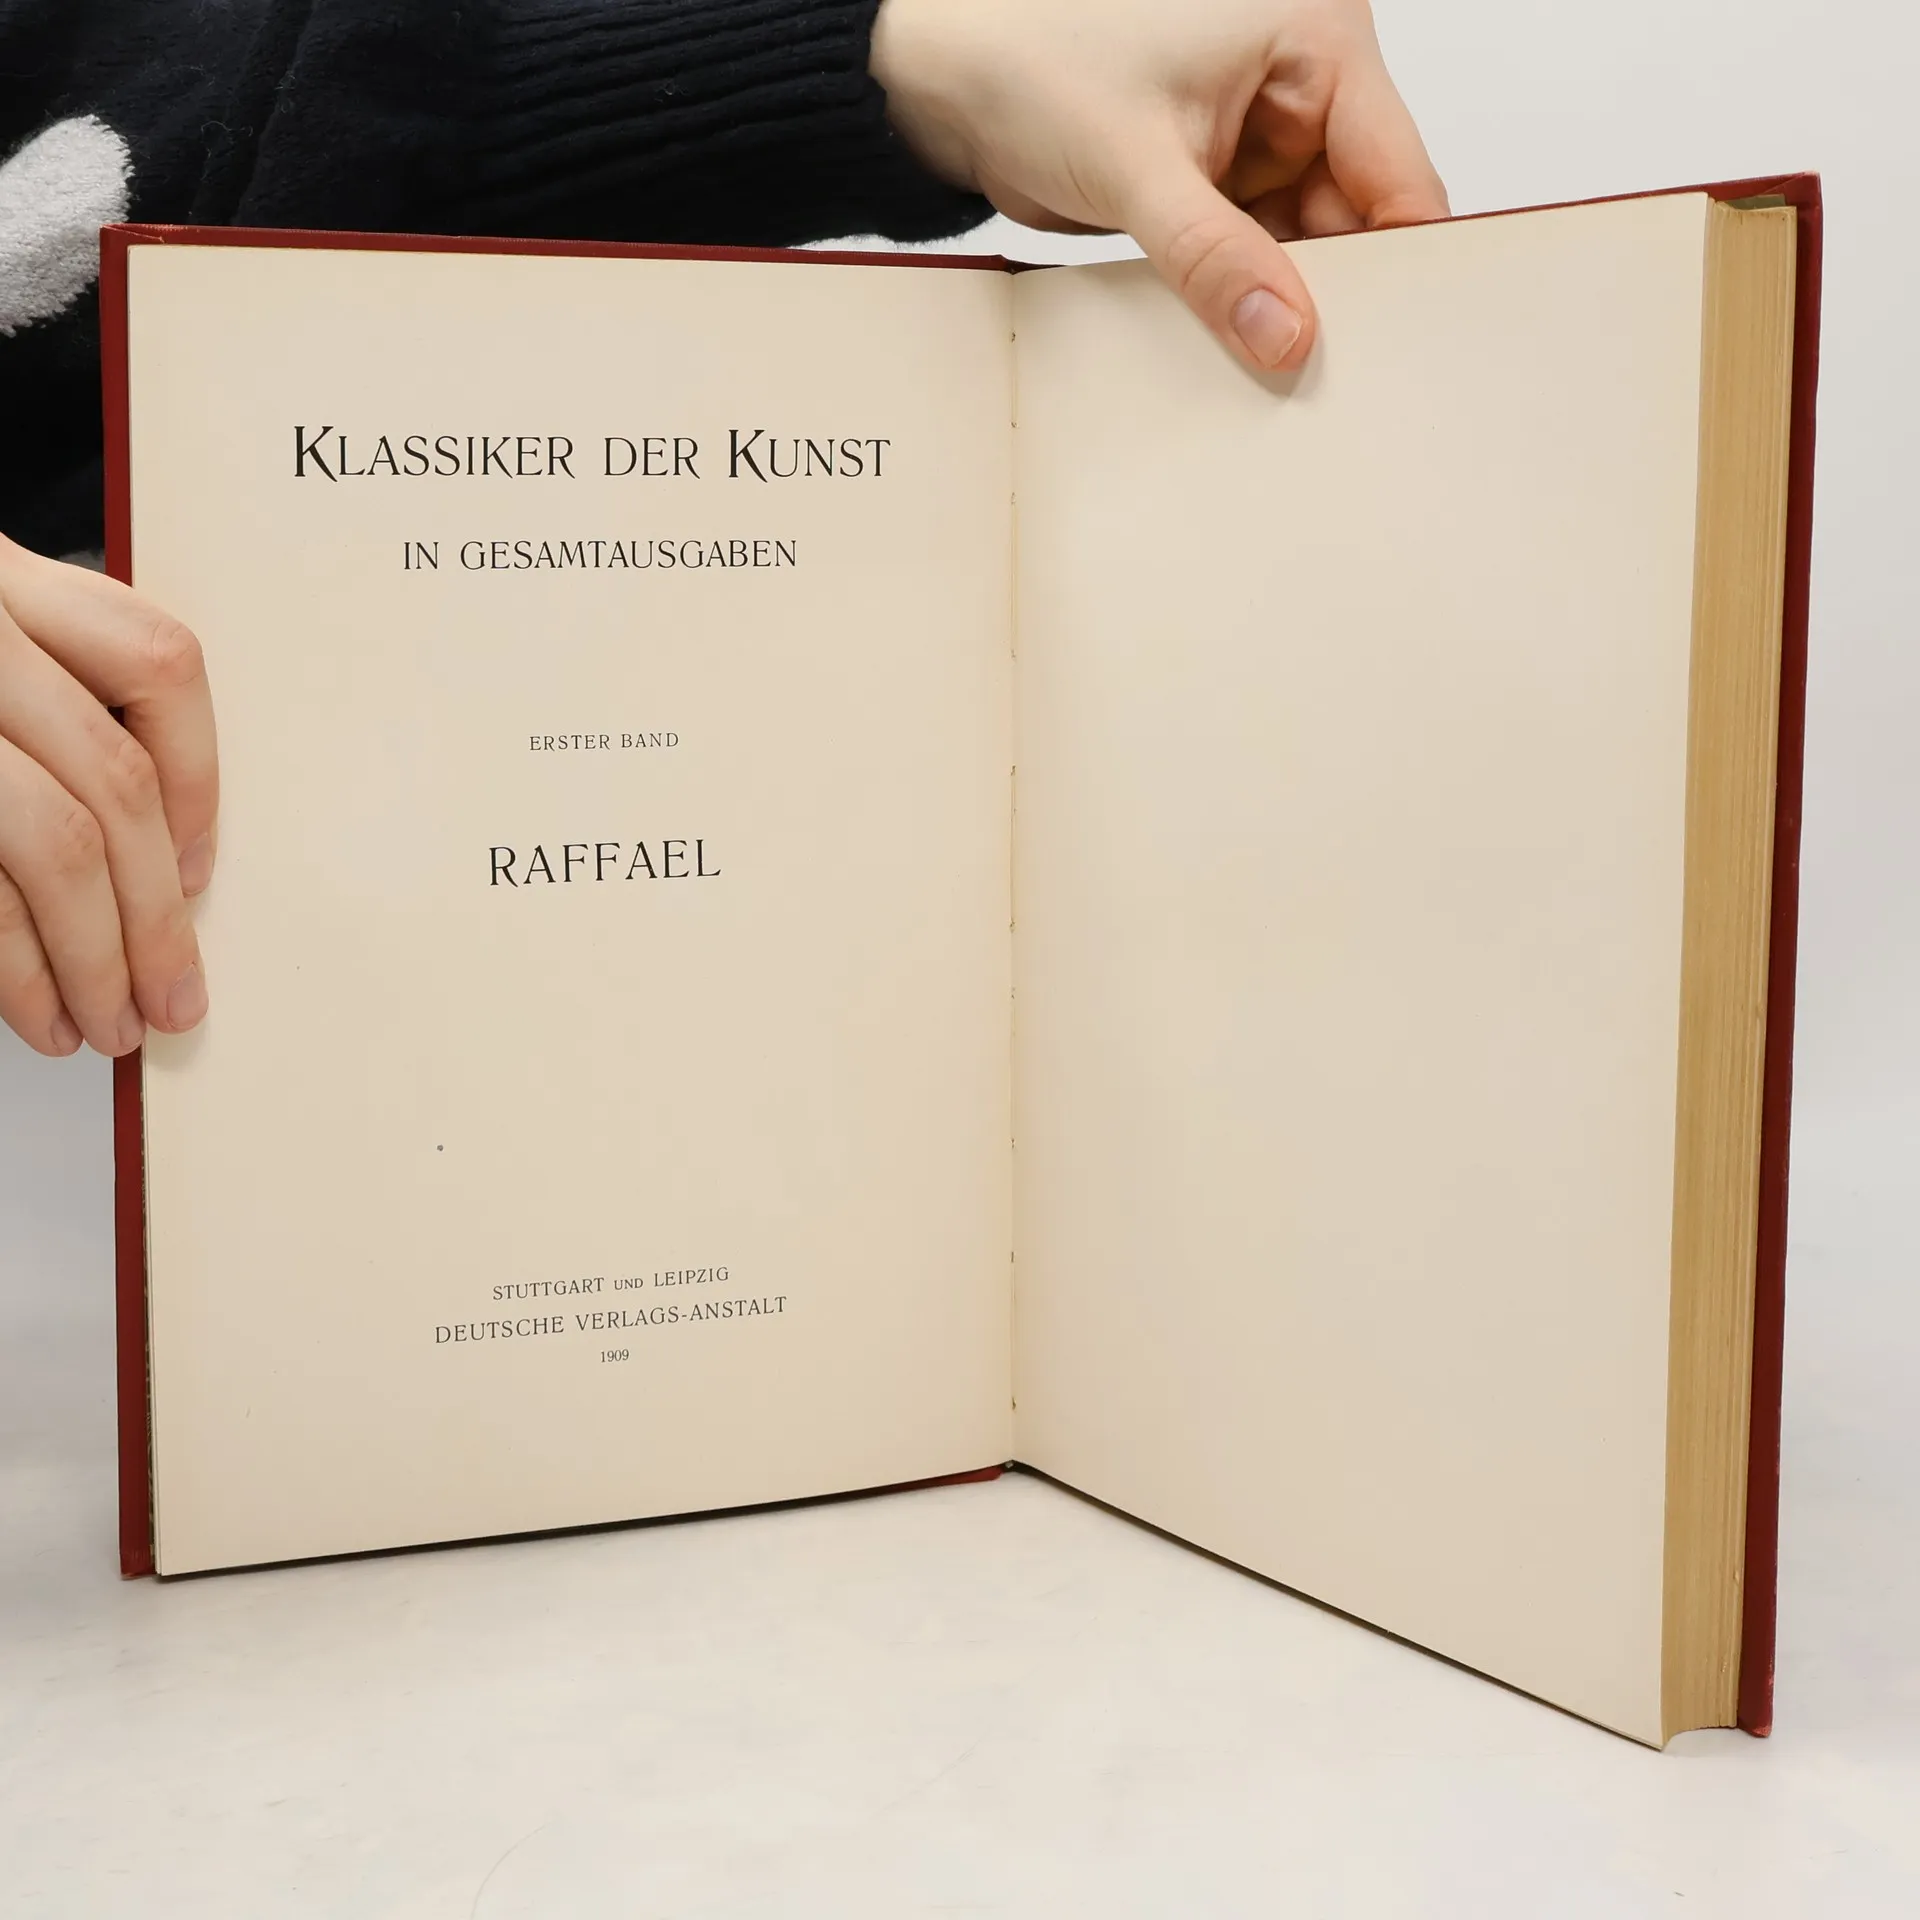 KLASSIKER DER KUNST
IN GESAMTAUSGABEN
ERSTER BAND
RAFFAEL
STUTTGART UND LEIPZIG
DEUTSCHE VERLAGS-ANSTALT
1909